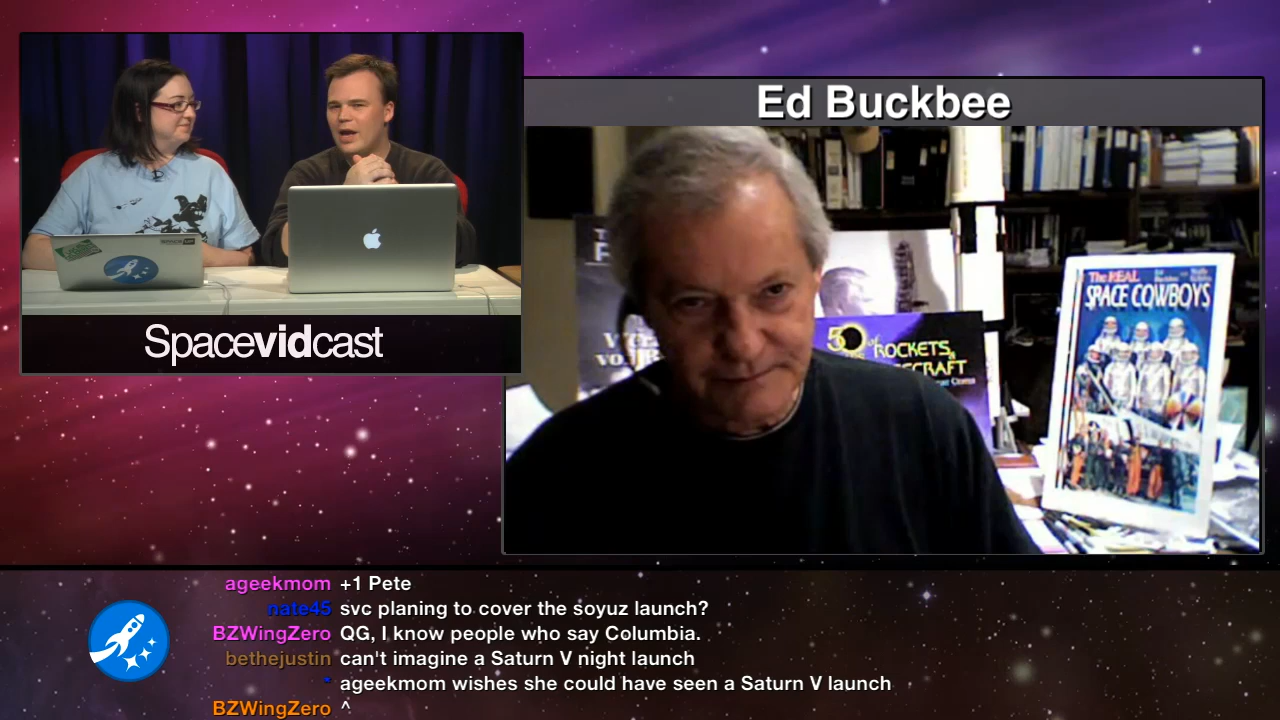 Ed Buckbee
Spacevidcast
The REAL
SPACE COWBOYS
50
of
ROCKETS
ageekmom +1 Pete
nate45 svc planing to cover the soyuz launch?
BZWingZero QG, I know people who say Columbia.
bethejustin can't imagine a Saturn V night launch
* ageekmom wishes she could have seen a Saturn V launch
BZWingZero ^